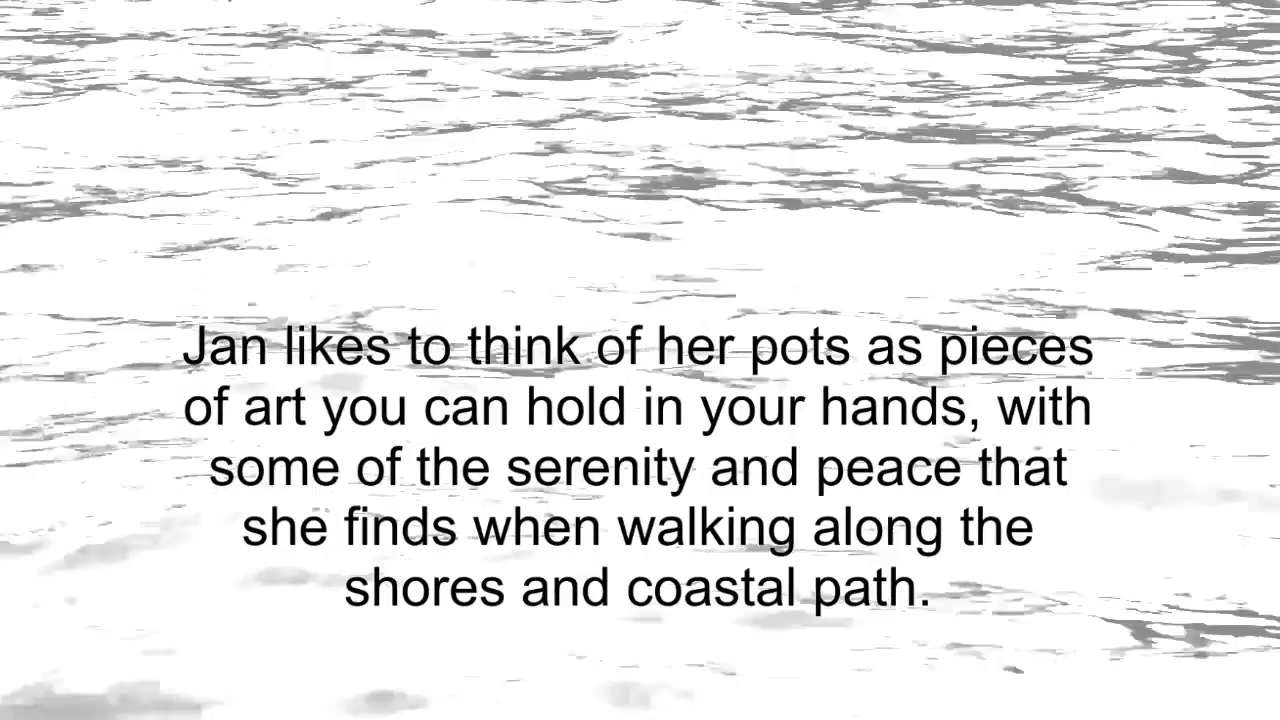 Jan likes to think of her pots as pieces
of art you can hold in your hands, with
some of the serenity and peace that
she finds when walking along the
shores and coastal path.